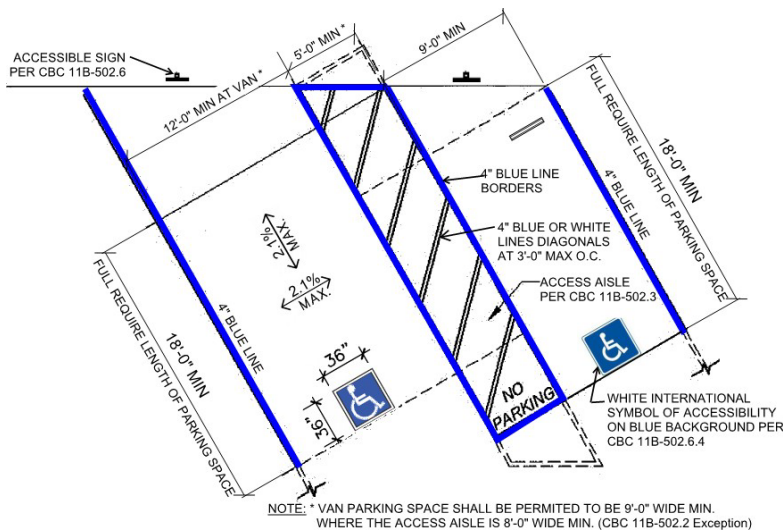 ACCESSIBLE SIGN
PER CBC 11B-502.6
12'-0" MIN AT VAN *
5'-0" MIN *
9'-0" MIN
FULL REQUIRE LENGTH OF PARKING SPACE
18'-0" MIN
4" BLUE LINE
4" BLUE LINE
BORDERS
4" BLUE OR WHITE
LINES DIAGONALS
AT 3'-0" MAX O.C.
ACCESS AISLE
PER CBC 11B-502.3
2.1%
MAX.
2.1%
MAX.
FULL REQUIRE LENGTH OF PARKING SPACE
18'-0" MIN
4" BLUE LINE
36"
36"
NO
PARKING
WHITE INTERNATIONAL
SYMBOL OF ACCESSIBILITY
ON BLUE BACKGROUND PER
CBC 11B-502.6.4
NOTE: * VAN PARKING SPACE SHALL BE PERMITED TO BE 9'-0" WIDE MIN.
WHERE THE ACCESS AISLE IS 8'-0" WIDE MIN. (CBC 11B-502.2 Exception)